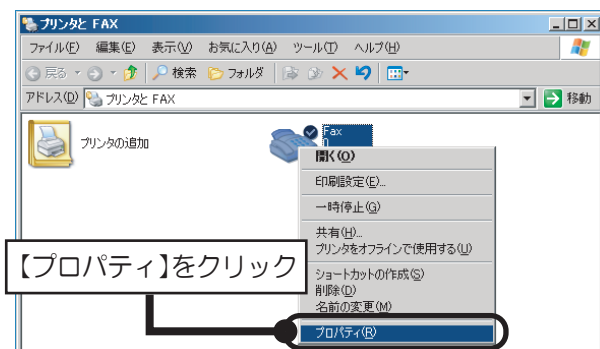 プリンタと FAX
ファイル(F) 編集(E) 表示(V) お気に入り(A) ツール(T) ヘルプ(H)
戻る 検索 フォルダ
アドレス(D) プリンタと FAX 移動
プリンタの追加
Fax
0
開く(O)
印刷設定(E)...
一時停止(G)
共有(H)...
プリンタをオフラインで使用する(U)
【プロパティ】をクリック
ショートカットの作成(S)
削除(D)
名前の変更(M)
プロパティ(R)